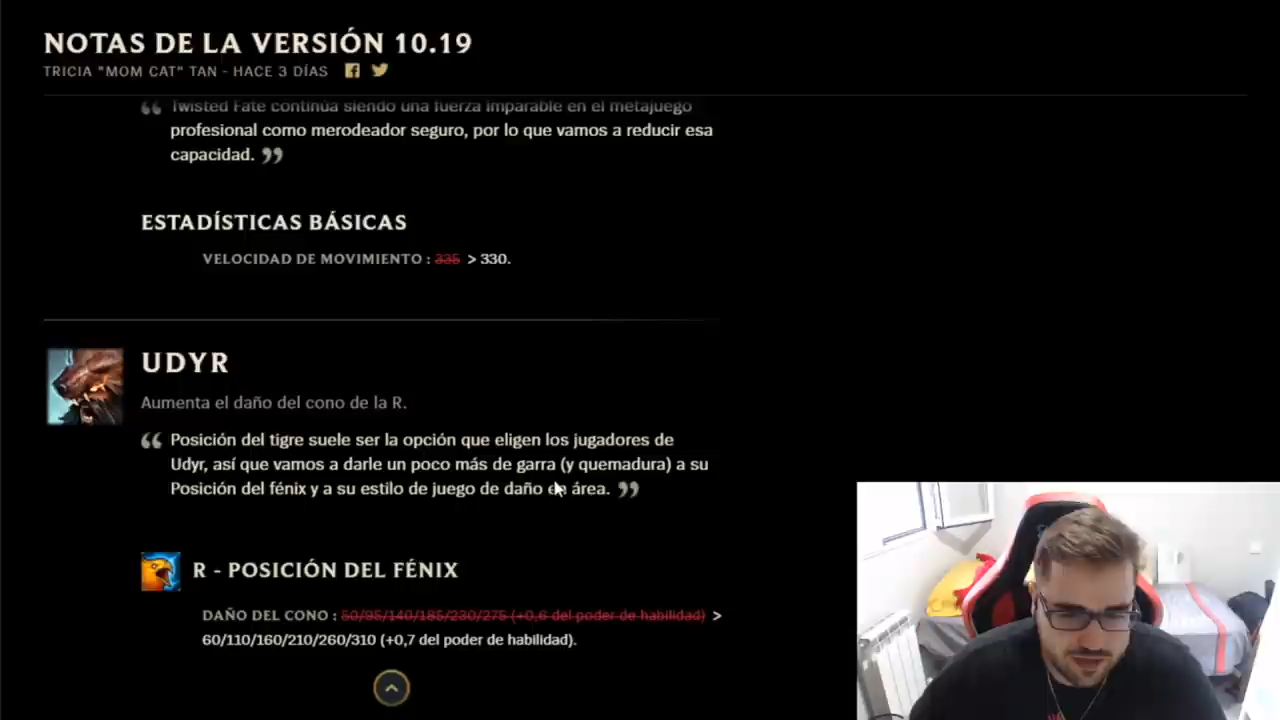 NOTAS DE LA VERSIÓN 10.19
TRICIA "MOM CAT" TAN - HACE 3 DÍAS
“ Twisted Fate continúa siendo una fuerza imparable en el metajuego
profesional como merodeador seguro, por lo que vamos a reducir esa
capacidad. ”
ESTADÍSTICAS BÁSICAS
VELOCIDAD DE MOVIMIENTO : 335 > 330.
UDYR
Aumenta el daño del cono de la R.
“ Posición del tigre suele ser la opción que eligen los jugadores de
Udyr, así que vamos a darle un poco más de garra (y quemadura) a su
Posición del fénix y a su estilo de juego de daño en área. ”
R - POSICIÓN DEL FÉNIX
DAÑO DEL CONO : 50/95/140/185/230/275 (+0,6 del poder de habilidad) >
60/110/160/210/260/310 (+0,7 del poder de habilidad).